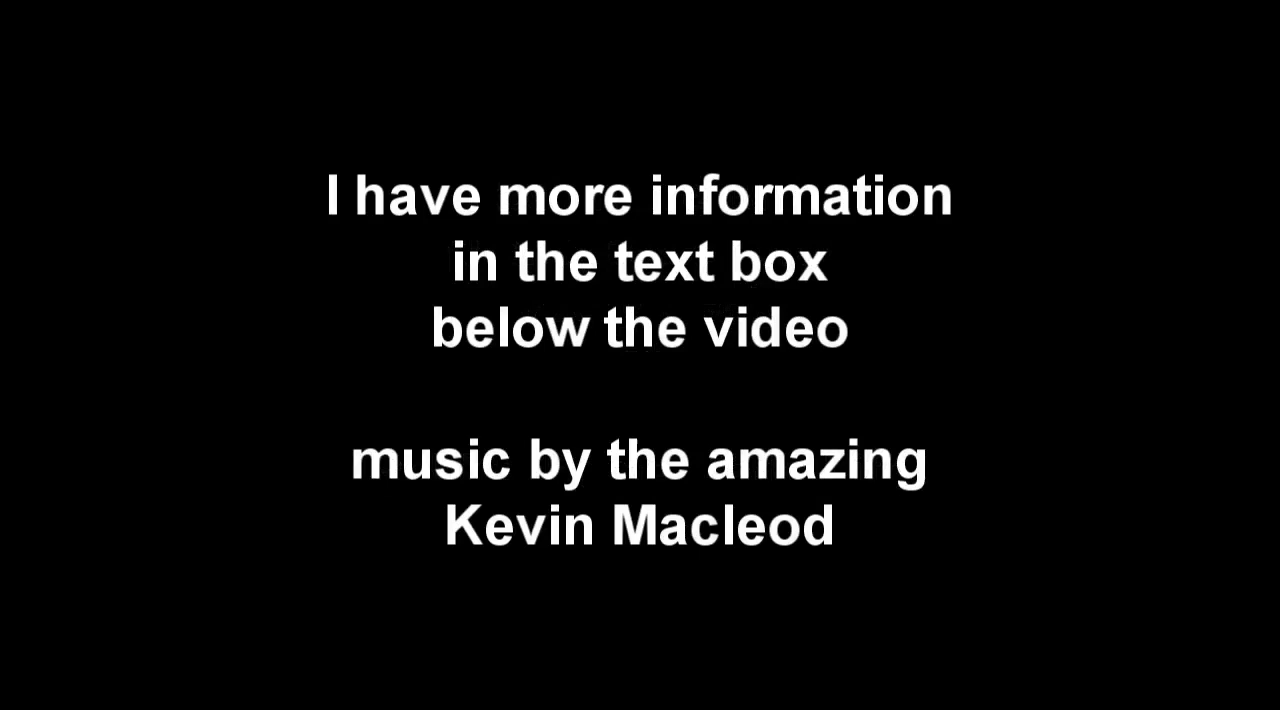 I have more information
in the text box
below the video
music by the amazing
Kevin Macleod